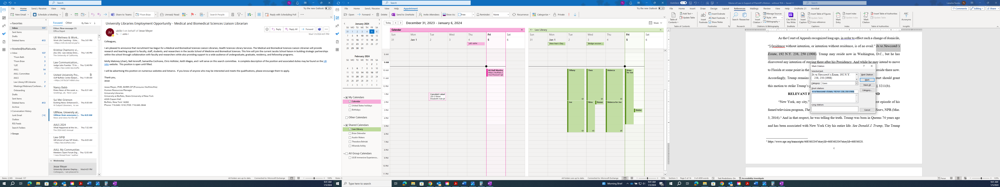 Search
File Home Send / Receive View Help
Try the new Outlook Off
New Email Schedule a Meeting Share to Teams *From Brian Unread/ Read Search People Reply with Scheduling Poll
Favorites
Inbox 137
Sent Items
Drafts
Deleted Items 413
ltowles@buffalo.edu
Inbox 137
*From Beth 1
*From Brian 3
*LRT 7
AALL 14
AALL Committee 3
AALS
Law Library/UB Libraries 7
Meetings/Webinars/Conferen... 2
Onboarding
Drafts
Sent Items
Deleted Items 413
Archive
Conversation History
Junk Email [14]
Outbox
RSS Feeds
Search Folders
Groups
Focused Other By Date
Other: New message (1)
Office Depot
UB Wellness & Work...
Work Life Coaching - Sche... Thu 3:01 PM
Kristina Chamorro vi...
[ALL-SIS] : Law Library Direc... Thu 1:45 PM
The University of California,
Law Communication...
Judge Julio Fuentes '75 to ... Thu 12:49 PM
<https://law-web2.law.buffa
United University Pro...
UUP Buffalo Center Bullyin... Thu 11:09 AM
Nancy Babb
Primo News of the week: a... Thu 9:31 AM
Greetings, all, Here's your
Sui Mei Grierson
Exciting News: Enhanced D... Thu 9:30 AM
Hi Subject Librarians, As we
UBNow, University at...
UBNow: Brain aneurysms |... Thu 8:20 AM
News and views for the UB
AALS 2024
What Happened at the An... Thu 7:32 AM
The 2024 AALS Annual
Law-SIP@
UB School of Law SIP Week... Thu 6:03 AM
<http://law.buffalo.edu>
AALL My Communities
Members Open Forum Dig... Thu 12:55 AM
1 new thread from 1 author
Wednesday
Jesse Meyer
University Libraries Employ... Wed 4:01 PM
Colleagues, I am pleased to
University Libraries Employment Opportunity - Medical and Biomedical Sciences Liaison Librarian
JM
ublib-l on behalf of Jesse Meyer
To ublib-l
Reply Reply All Forward
Wed 1/3/2024 4:01 PM
Colleagues,
I am pleased to announce that recruitment has begun for a Medical and Biomedical Sciences Liaison Librarian, Health Sciences Library Services. The Medical and Biomedical Sciences Liaison Librarian will provide
research and teaching support to faculty, staff, students, and researchers in the Jacobs School of Medicine and Biomedical Sciences. This hire will join the current Jacobs School liaison in building strategic partnerships
within the school through collaboration with faculty and researchers while also providing support to a wide audience of undergraduate, graduate, residency, and fellowship programs.
Molly Maloney (chair), Nell Aronoff, Samantha Cochrane, Chris Hollister, Keith Mages, and I will serve on this search committee. A complete description of the position and associated duties may be found on the UB
Jobs website. This position is open until filled.
I will be advertising this position on numerous websites and listservs. If you know of anyone who may be interested and meets the qualifications, please encourage them to apply.
Thank you,
Jesse
Jesse Meyer, PHR, SHRM-CP (Pronouns: He/Him/His)
Human Resources Manager
University Libraries
University at Buffalo, State University of New York
433A Capen Hall
Buffalo, New York 14260
Phone: 716.645.1318 | FAX: 716.645.3844
Items: 2,585 Unread: 137
All folders are up to date. Connected to: Microsoft Exchange 100%
9:41 AM
1/5/2024
Search
File Home Send / Receive View Help Appointment
Try the new Outlook Off
Open Forward Delete Send to OneNote Invite Attendees Show As: Free Reminder: None Recurrence Categorize Private
January 2024
SU MO TU WE TH FR SA
31 1 2 3 4 5 6
7 8 9 10 11 12 13
14 15 16 17 18 19 20
21 22 23 24 25 26 27
28 29 30 31
February 2024
SU MO TU WE TH FR SA
1 2 3
4 5 6 7 8 9 10
11 12 13 14 15 16 17
18 19 20 21 22 23 24
25 26 27 28 29 1 2
3 4 5 6 7 8 9
My Calendars
Calendar
United States holidays
Birthdays
Other Calendars
Shared Calendars
Law Library
Brian Detweiler
Austin Waters
Theodora Belniak
Miranda Ashby
All Group Calendars
ULIB Immersive Experience...
Today December 31, 2023 - January 6, 2024 Week
Calendar
Sun Mon Tue Wed Thu Fri Sat
31 Jan 1 2 3 4 5 6
LRT-WFH
8 AM
9 AM
10 AM
11 AM
12 PM
1 PM
2 PM
3 PM
4 PM
5 PM
6 PM
7 PM
8 PM
9 PM
10 PM
11 PM
All Staff Meeting
https://buffalo.z
Canceled: Latasl
205 O'Brian
Elizabeth Ade
Law Library
Sun Mon Tue Wed Thu Fri Sat
31 Jan 1 2 3 4 5 6
New Year's Day... Bridge session ...
Tiffany Theo Rebecca Brian
for Joe
Joe Nina Resear Rebecca for Joe
Shelve
Items: 3
All folders are up to date. Connected to: Microsoft Exchange 100%
Type here to search
Morning Brief
9:41 AM
1/5/2024
AutoSave On
Memo of Law in Support of Plaintiff's Motion - without TOA • Saved
Search
Latasha Towles LT
File Home Insert Draw Design Layout References Mailings Review View Help EndNote 21 Acrobat
Comments Editing Share
Table of
Contents
Add Text
Update Table
Table of Contents
Insert
Footnote
Insert Endnote
Next Footnote
Show Notes
Footnotes
Search Researcher
Research
Insert
Citation
Manage Sources
Style: APA
Bibliography
Citations & Bibliography
Cite While
You Write
EndNote
Insert
Caption
Insert Table of Figures
Update Table
Cross-reference
Captions
Mark
Entry
Insert Index
Update Index
Index
Mark
Citation
Insert Table of Authorities
Update Table
Table of Authorities
Acronyms
Insights
As the Court of Appeals recognized long ago, in order to effect such a change of domicile,
“[r]esidence without intention, or intention without residence, is of no avail.” In re Newcomb’s
Estate, 192 N.Y. 238, 250 (1908). Trump may reside now in Washington, D.C., but he has
disavowed any intention of staying there after his Presidency. And while he may intend to move
to Florida at some point in the reside there now.
Accordingly, Trump remains court should grant
this motion to strike Trump’s § 3211(b).
RELEVANT F ND
“New York, my city,” rst episode of his
famed television program, The Years, NPR (Mar.
3, 2016).1 And in that respect, he was telling the truth. Trump was born in Queens 74 years ago
and has been associated with New York City his entire life. See Donald J. Trump, The Trump
1 https://www.npr.org/transcripts/468560204?storyId=468560204?storyId=46856020.
4
Mark Citation ?
Selected text:
In re Newcomb’s Estate, 192 N.Y.
238, 250 (1908)
Category: Cases
Short citation:
In re Newcomb's Estate, 192 N.Y. 238, 250 (1908)
Long citation:
Next Citation
Mark
Mark All
Category...
Cancel
Section: 3 Page 5 of 16 9 of 4099 words Text Predictions: On Accessibility: Investigate
Focus 125%
9:41 AM
1/5/2024